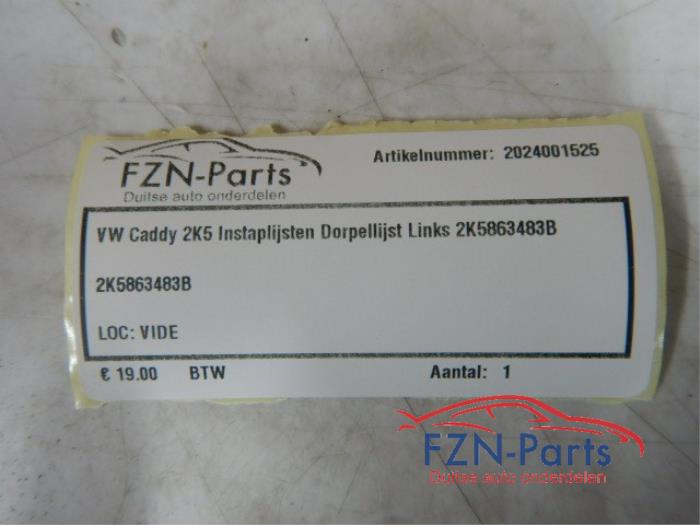 FZN-Parts
Duitse auto onderdelen
Artikelnummer: 2024001525
VW Caddy 2K5 Instaplijsten Dorpellijst Links 2K5863483B
2K5863483B
LOC: VIDE
€ 19.00 BTW Aantal: 1
FZN-Parts
Duitse auto onderdelen